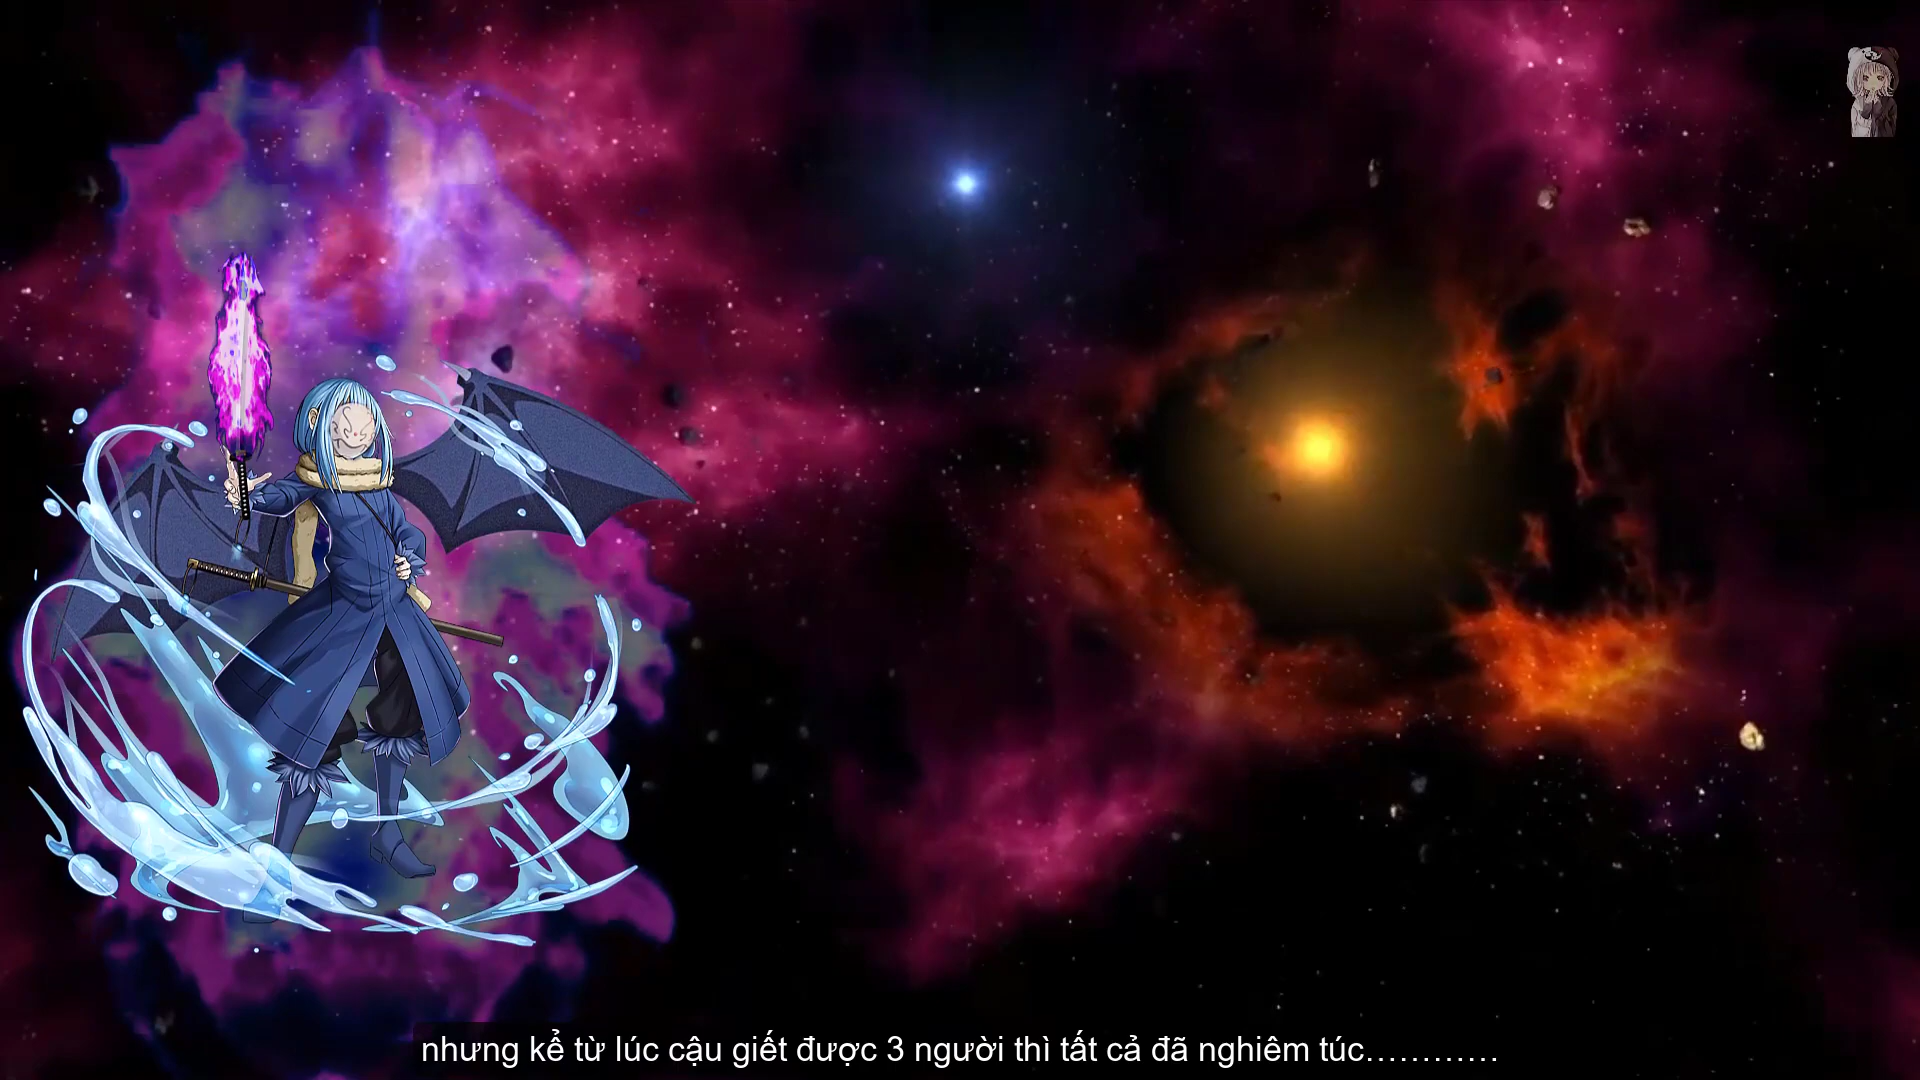 nhưng kể từ lúc cậu giết được 3 người thì tất cả đã nghiêm túc…………